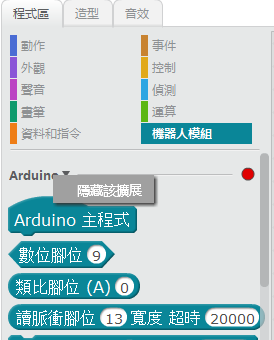 程式區 造型 音效
動作 事件
外觀 控制
聲音 偵測
畫筆 運算
資料和指令 機器人模組
Arduino
隱藏該擴展
Arduino 主程式
數位腳位 9
類比腳位 (A) 0
讀脈衝腳位 13 寬度 超時 20000